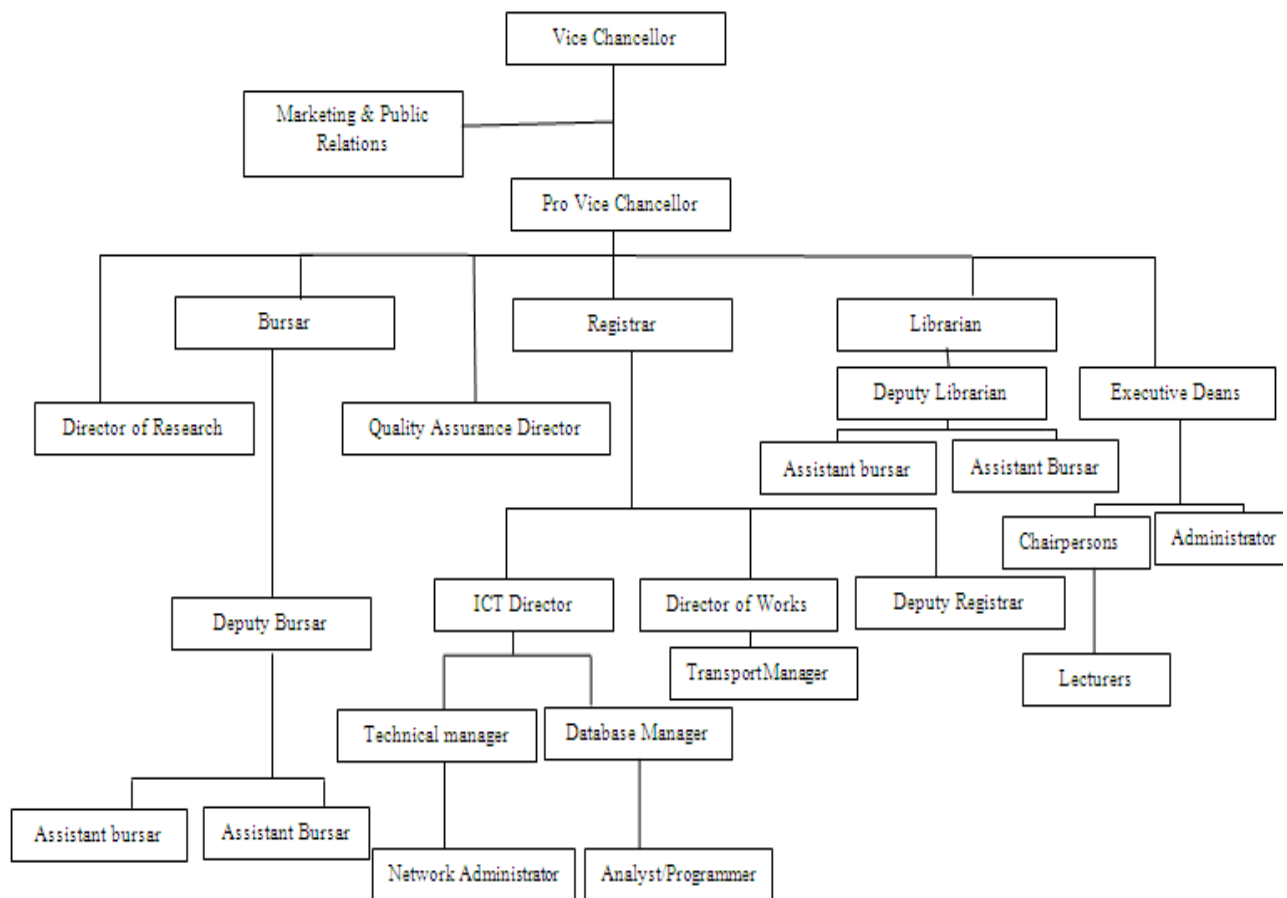 Vice Chancellor
Marketing & Public
Relations
Pro Vice Chancellor
Bursar
Registrar
Librarian
Deputy Librarian
Executive Deans
Director of Research
Quality Assurance Director
Assistant bursar
Assistant Bursar
Chairpersons
Administrator
ICT Director
Director of Works
Deputy Registrar
Deputy Bursar
Transport Manager
Lecturers
Technical manager
Database Manager
Assistant bursar
Assistant Bursar
Network Administrator
Analyst/Programmer